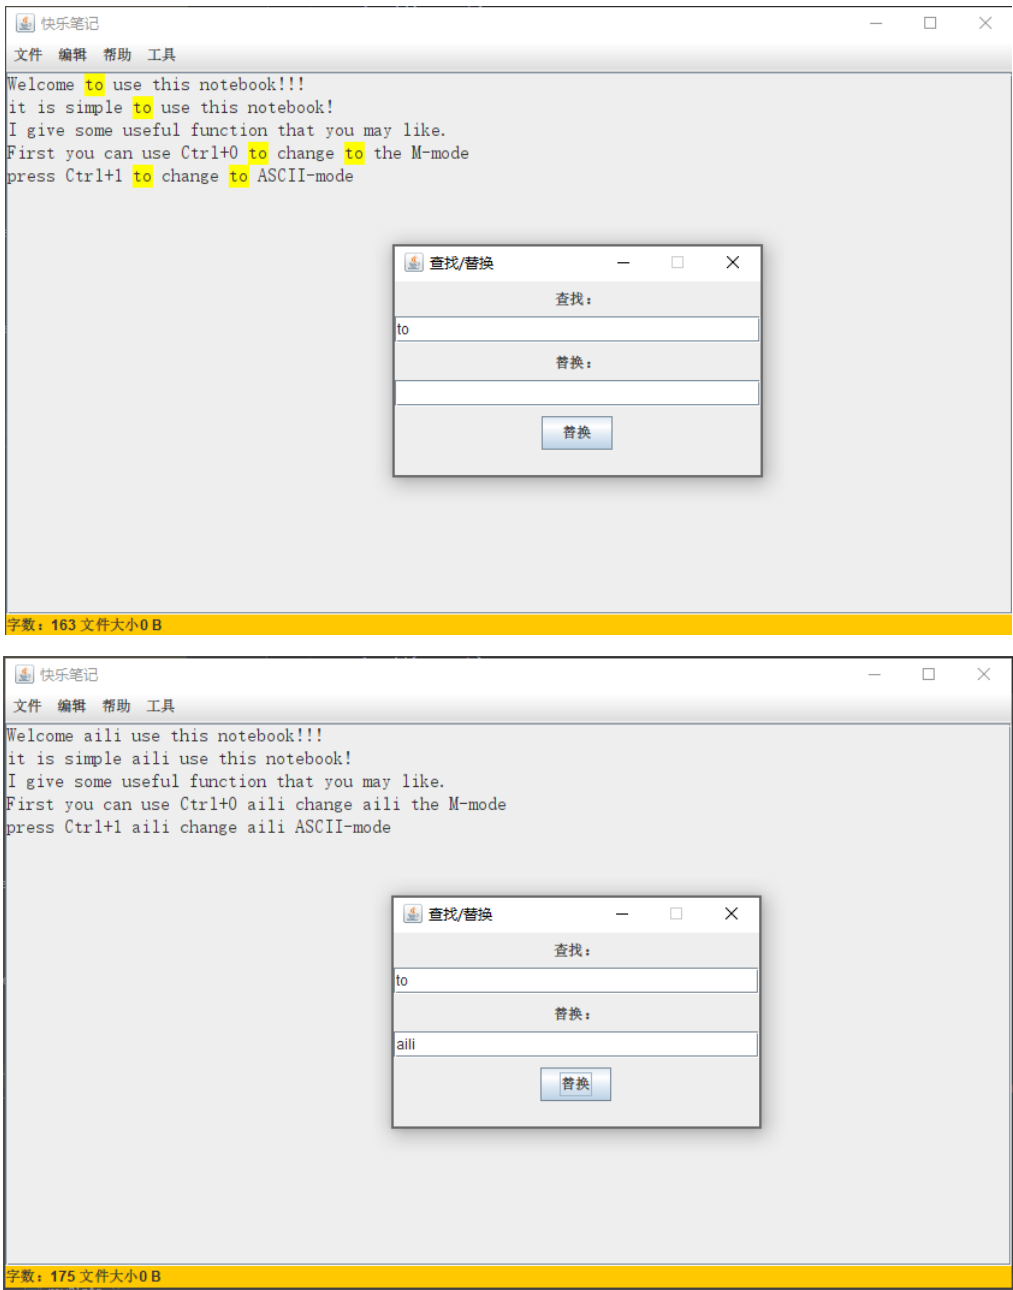 快乐笔记
文件 编辑 帮助 工具
Welcome to use this notebook!!!
it is simple to use this notebook!
I give some useful function that you may like.
First you can use Ctrl+0 to change to the M-mode
press Ctrl+1 to change to ASCII-mode
查找/替换
查找：
to
替换：
替换
字数：163 文件大小0 B
快乐笔记
文件 编辑 帮助 工具
Welcome aili use this notebook!!!
it is simple aili use this notebook!
I give some useful function that you may like.
First you can use Ctrl+0 aili change aili the M-mode
press Ctrl+1 aili change aili ASCII-mode
查找/替换
查找：
to
替换：
aili
替换
字数：175 文件大小0 B